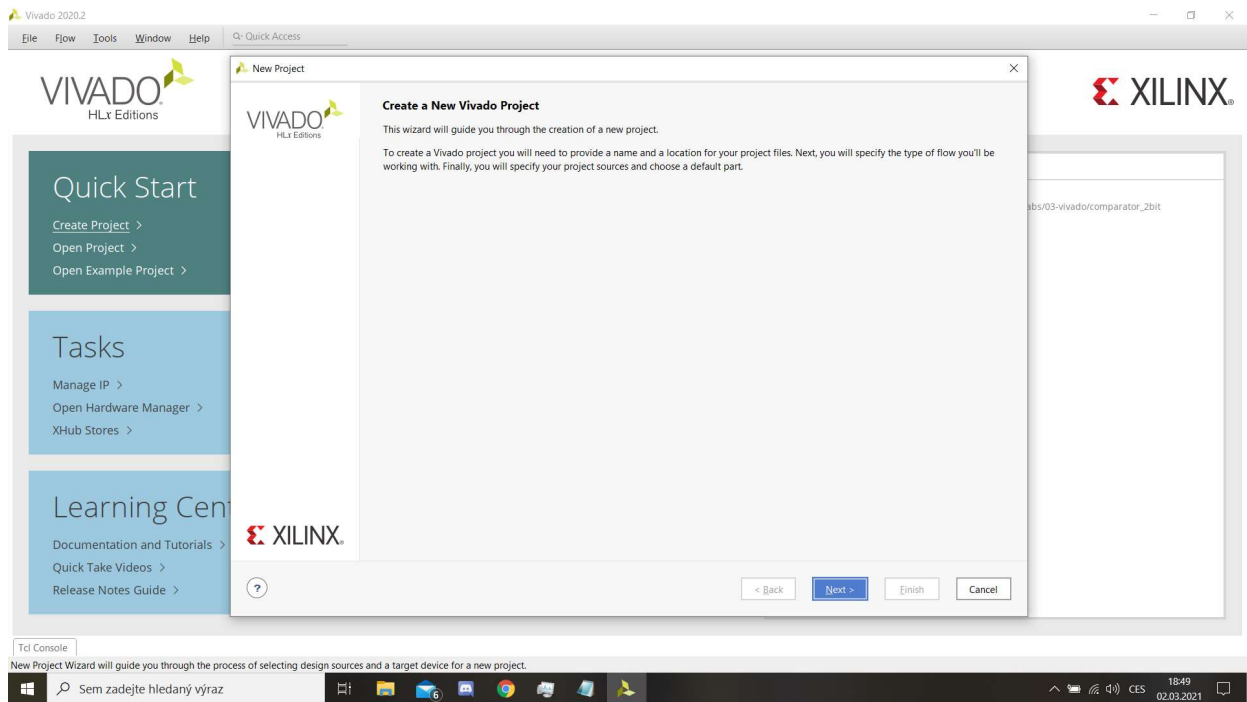 Vivado 2020.2
File Flow Tools Window Help Q- Quick Access
VIVADO.
HLx Editions
XILINX®
Quick Start
Create Project >
Open Project >
Open Example Project >
Tasks
Manage IP >
Open Hardware Manager >
XHub Stores >
Learning Cen
Documentation and Tutorials >
Quick Take Videos >
Release Notes Guide >
abs/03-vivado/comparator_2bit
New Project
VIVADO.
HLx Editions
Create a New Vivado Project
This wizard will guide you through the creation of a new project.
To create a Vivado project you will need to provide a name and a location for your project files. Next, you will specify the type of flow you'll be
working with. Finally, you will specify your project sources and choose a default part.
XILINX®
?
< Back Next > Finish Cancel
Tcl Console
New Project Wizard will guide you through the process of selecting design sources and a target device for a new project.
Sem zadejte hledaný výraz
6
CES
18:49
02.03.2021